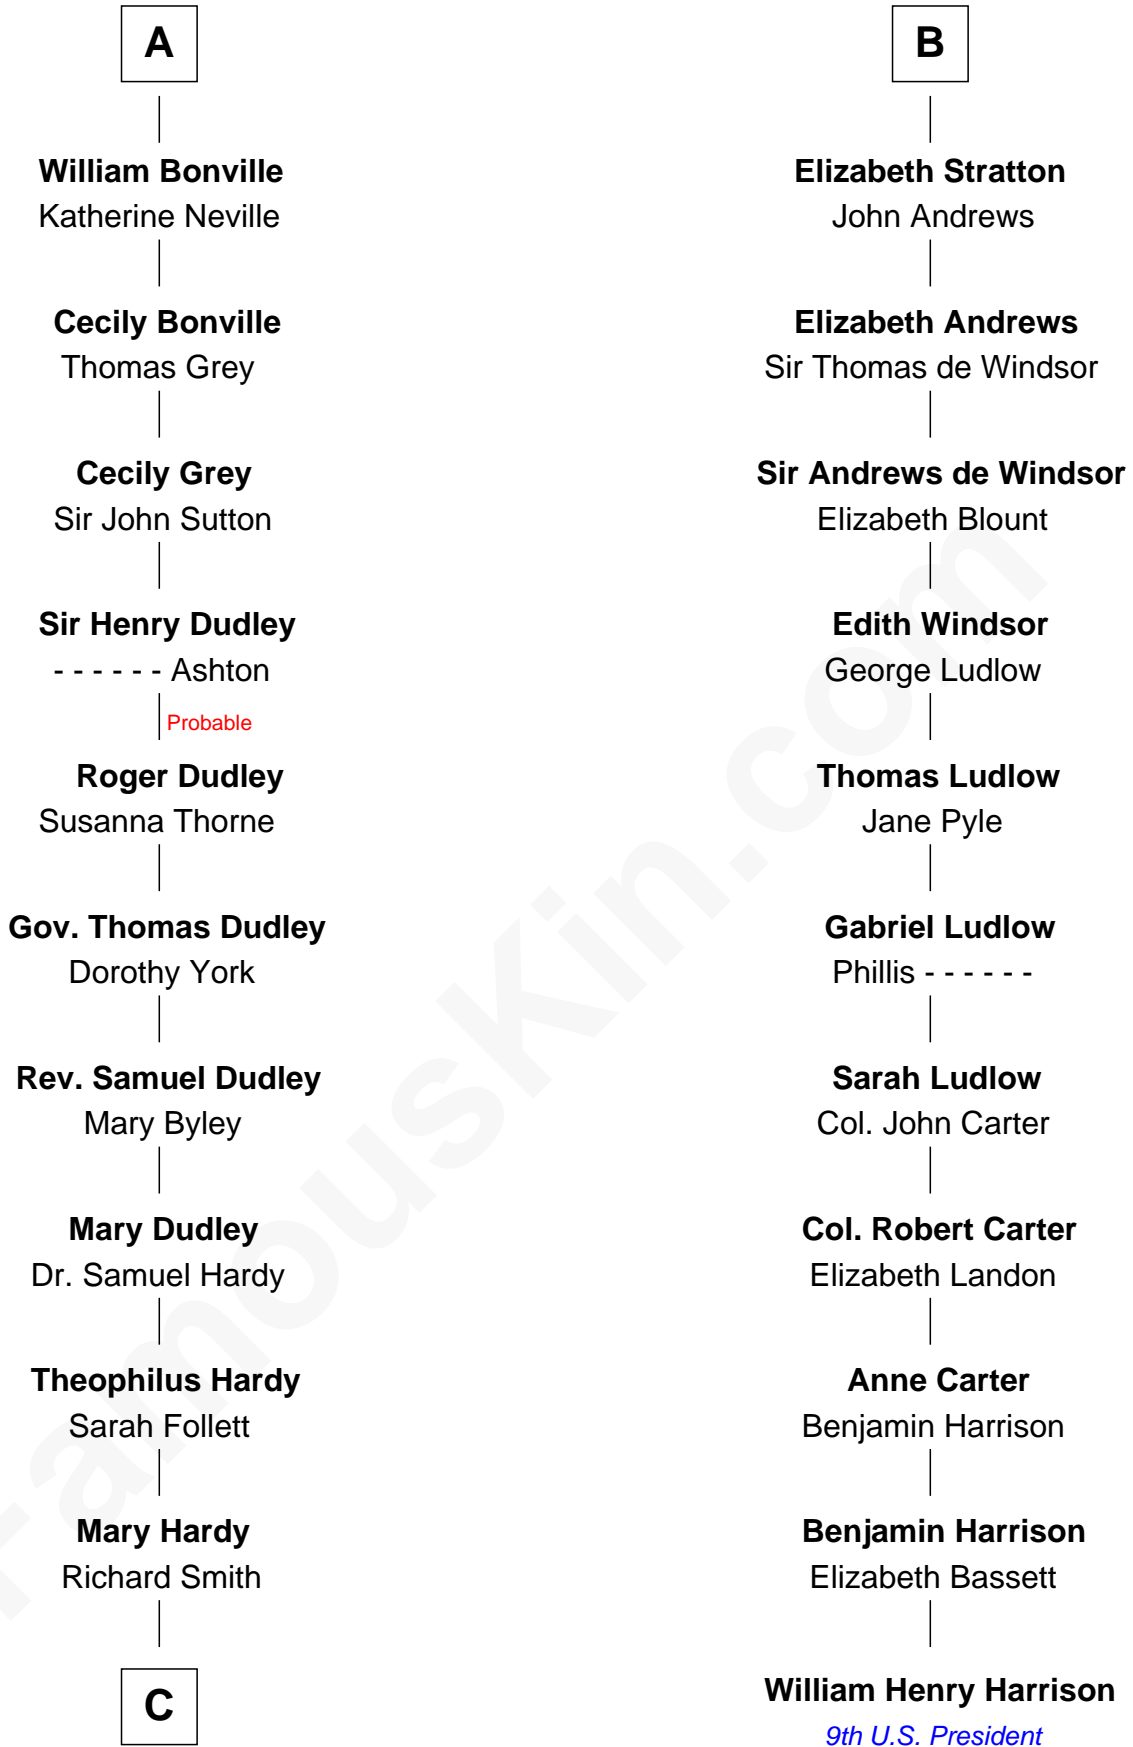 A
William Bonville
Katherine Neville
Cecily Bonville
Thomas Grey
Cecily Grey
Sir John Sutton
Sir Henry Dudley
- - - - - - Ashton
Probable
Roger Dudley
Susanna Thorne
Gov. Thomas Dudley
Dorothy York
Rev. Samuel Dudley
Mary Byley
Mary Dudley
Dr. Samuel Hardy
Theophilus Hardy
Sarah Follett
Mary Hardy
Richard Smith
C
B
Elizabeth Stratton
John Andrews
Elizabeth Andrews
Sir Thomas de Windsor
Sir Andrews de Windsor
Elizabeth Blount
Edith Windsor
George Ludlow
Thomas Ludlow
Jane Pyle
Gabriel Ludlow
Phillis - - - - - -
Sarah Ludlow
Col. John Carter
Col. Robert Carter
Elizabeth Landon
Anne Carter
Benjamin Harrison
Benjamin Harrison
Elizabeth Bassett
William Henry Harrison
9th U.S. President
FamousKin.com